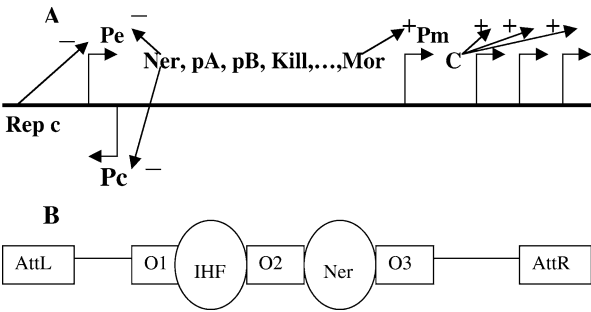 A
Pe
–
–
+
Pm
+
+
+
Ner, pA, pB, Kill,...,Mor
C
Rep c
Pc
–
B
AttL
O1
IHF
O2
Ner
O3
AttR